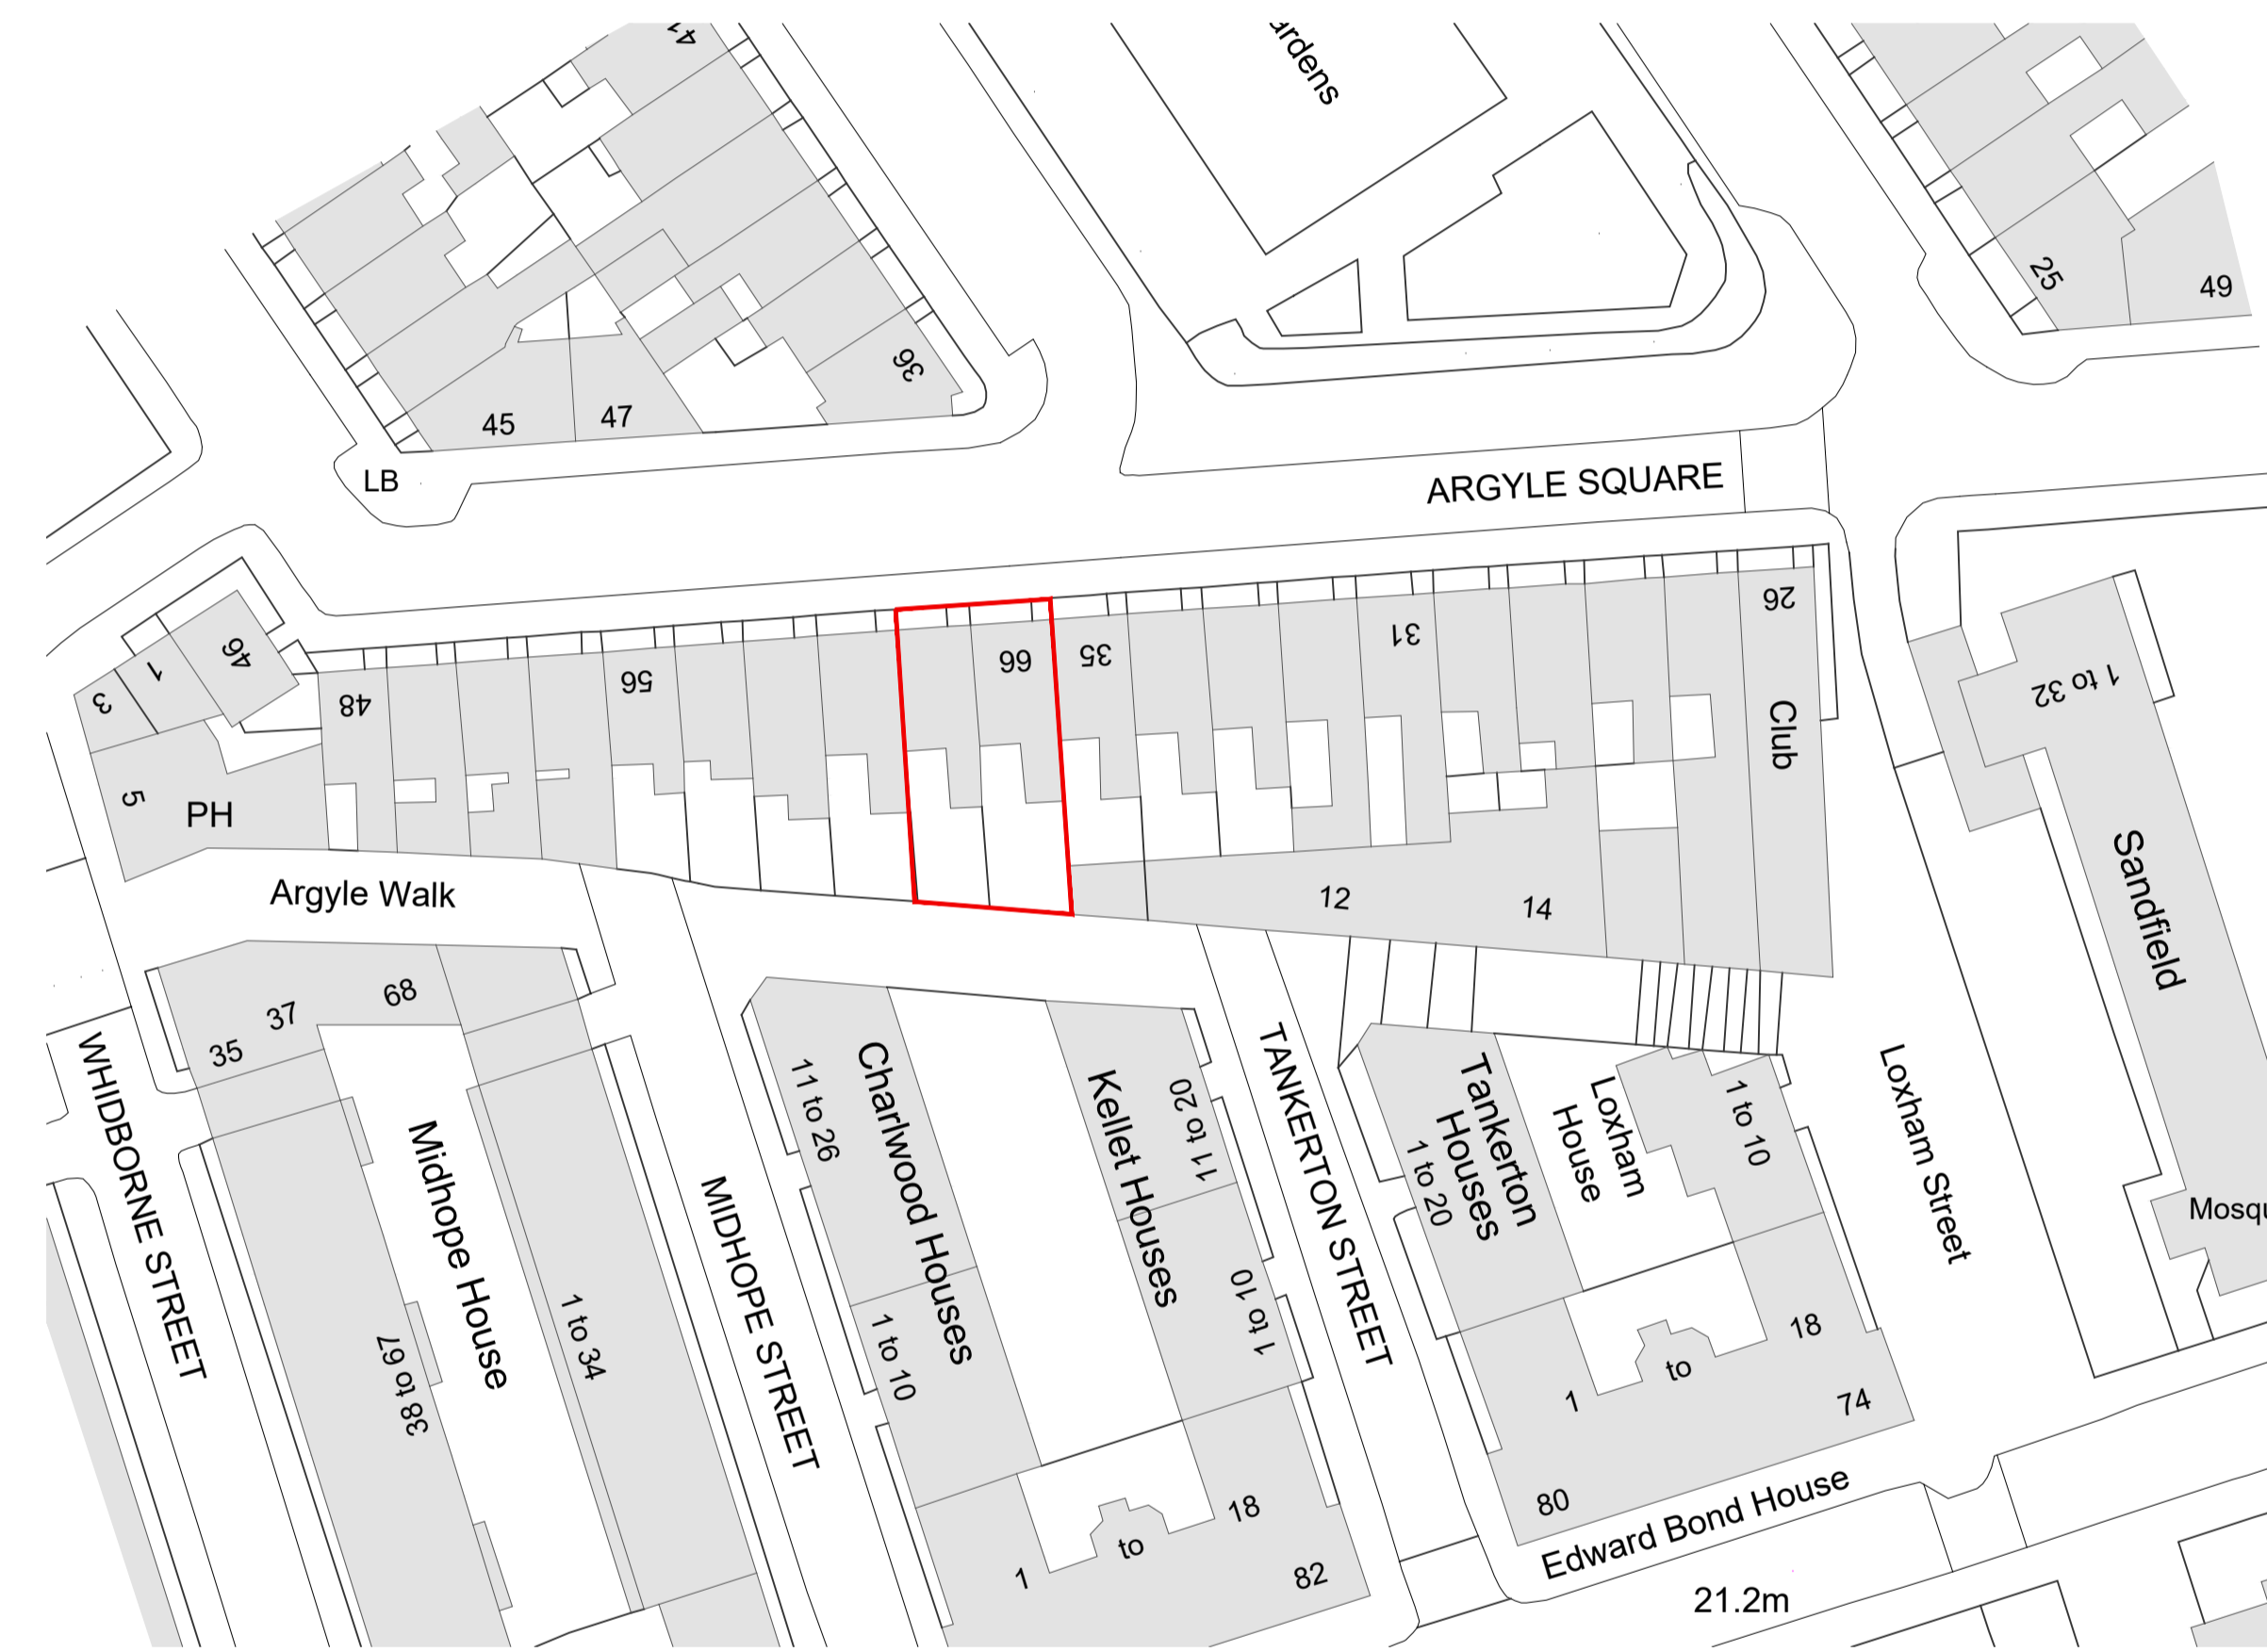 41
ardens
25
49
36
45
47
LB
ARGYLE SQUARE
46
1
3
5
PH
48
56
66
35
31
26
Club
1 to 32
Sandfield
Argyle Walk
12
14
37
68
35
WHIDBORNE STREET
Midhope House
38 to 67
1 to 34
MIDHOPE STREET
11 to 26
Charlwood Houses
1 to 10
Kellet Houses
11 to 20
1 to 10
TANKERTON STREET
Tankerton
Houses
1 to 20
Loxham
House
1 to 10
Loxham Street
Mosqu
1
to
18
74
80
Edward Bond House
1
to
18
82
21.2m